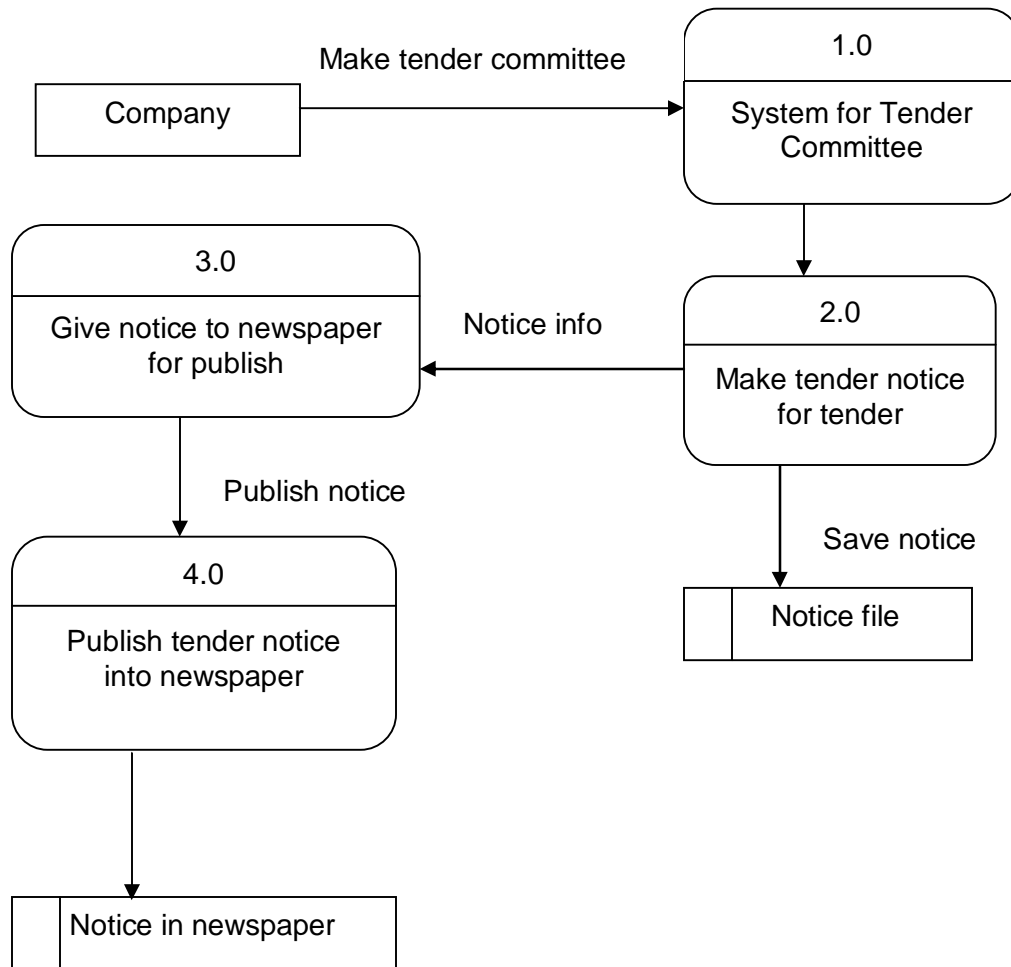 Make tender committee
Company
1.0
System for Tender
Committee
3.0
Give notice to newspaper
for publish
Notice info
2.0
Make tender notice
for tender
Publish notice
Save notice
4.0
Publish tender notice
into newspaper
Notice file
Notice in newspaper